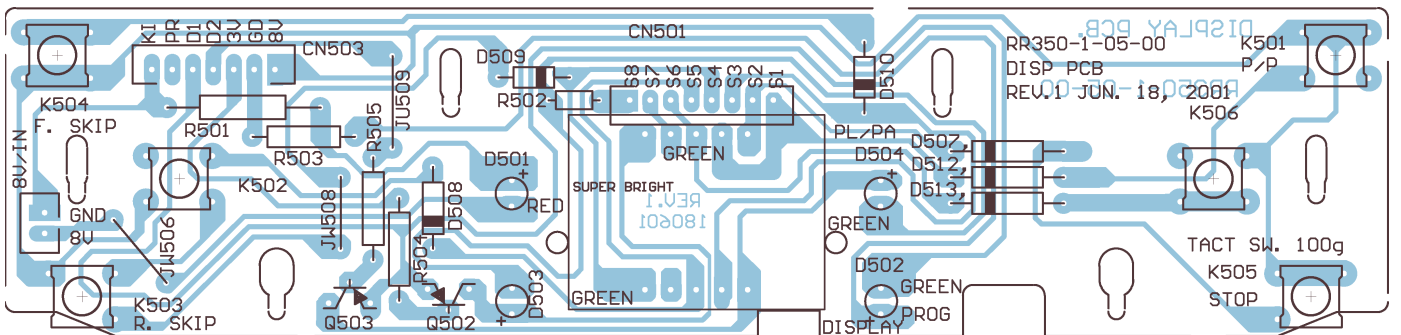 KI PR D1 D2 3V GD 8V
CN503
K504
F. SKIP
8V/IN
GND
8V
JW506
K503
R. SKIP
R501
R503
K502
R505
JU509
JW508
R504
D508
Q503
Q502
D509
R502
D501
RED
D503
CN501
S8 S7 S6 S5 S4 S3 S2 S1
GREEN
SUPER BRIGHT
REV.1
180601
GREEN
DISPLAY
D510
PL/PA
D504
GREEN
D502
GREEN
PROG
D507,
D512,
D513,
DISPLAY PCB.
RR350-1-05-00
DISP PCB
REV.1 JUN. 18, 2001
K501
P/P
K506
TACT SW. 100g
K505
STOP